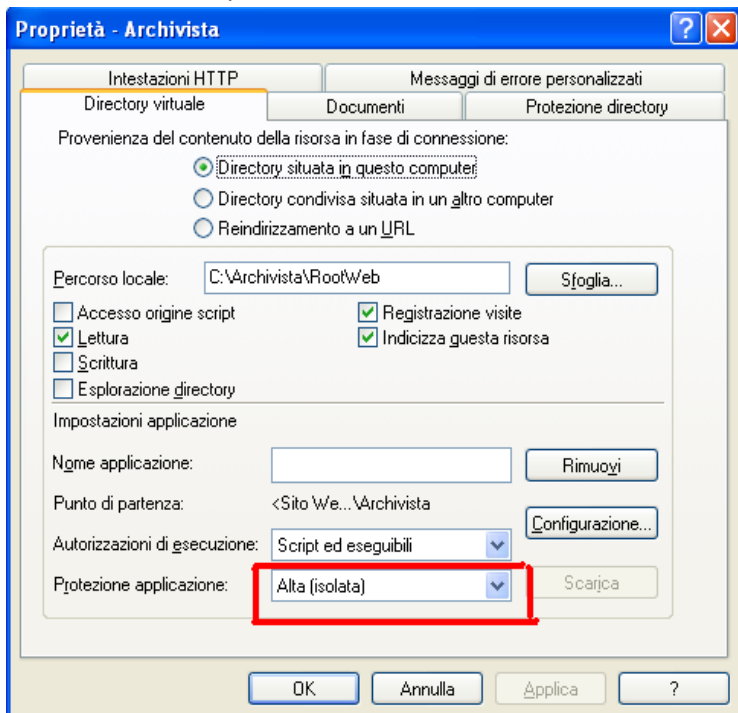 Proprietà - Archivista
Intestazioni HTTP Messaggi di errore personalizzati
Directory virtuale Documenti Protezione directory
Provenienza del contenuto della risorsa in fase di connessione:
Directory situata in questo computer
Directory condivisa situata in un altro computer
Reindirizzamento a un URL
Percorso locale: C:\Archivista\RootWeb Sfoglia...
Accesso origine script Registrazione visite
Lettura Indicizza questa risorsa
Scrittura
Esplorazione directory
Impostazioni applicazione
Nome applicazione: Rimuovi
Punto di partenza: <Sito We...\Archivista
Configurazione...
Autorizzazioni di esecuzione: Script ed eseguibili
Protezione applicazione: Alta (isolata) Scarica
OK Annulla Applica ?